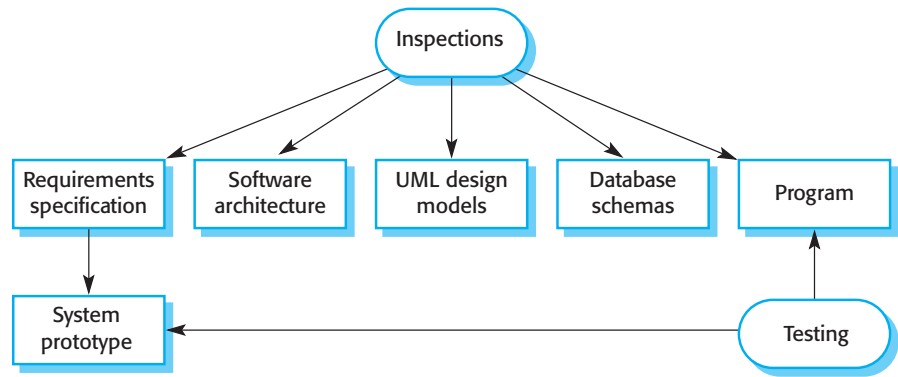 Inspections
Requirements
specification
Software
architecture
UML design
models
Database
schemas
Program
System
prototype
Testing